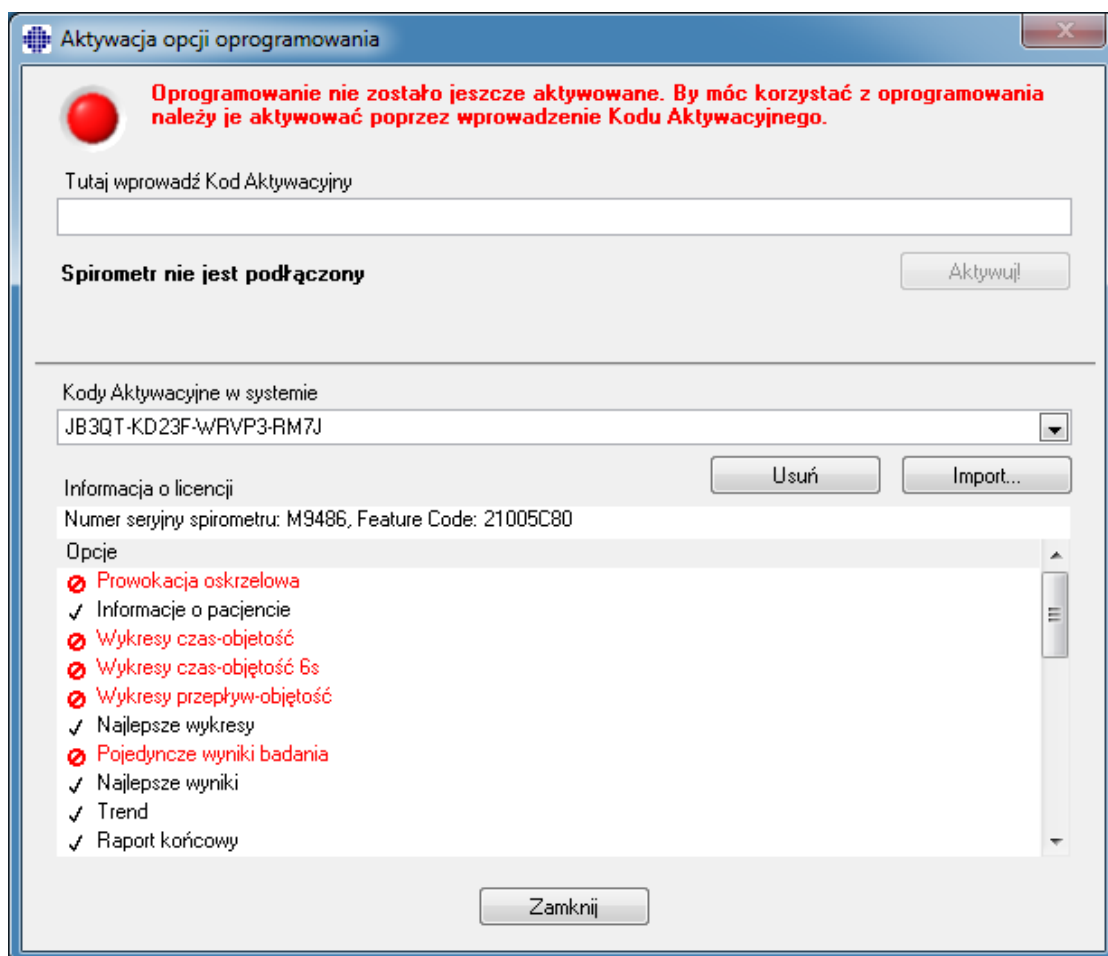 Aktywacja opcji oprogramowania
Oprogramowanie nie zostało jeszcze aktywowane. By móc korzystać z oprogramowania
należy je aktywować poprzez wprowadzenie Kodu Aktywacyjnego.
Tutaj wprowadź Kod Aktywacyjny
Spirometr nie jest podłączony
Aktywuj!
Kody Aktywacyjne w systemie
JB3QT-KD23F-WRVP3-RM7J
Usuń
Import...
Informacja o licencji
Numer seryjny spirometru: M9486, Feature Code: 21005C80
Opcje
Prowokacja oskrzelowa
Informacje o pacjencie
Wykresy czas-objetość
Wykresy czas-objętość 6s
Wykresy przepływ-objętość
Najlepsze wykresy
Pojedyncze wyniki badania
Najlepsze wyniki
Trend
Raport końcowy
Zamknij